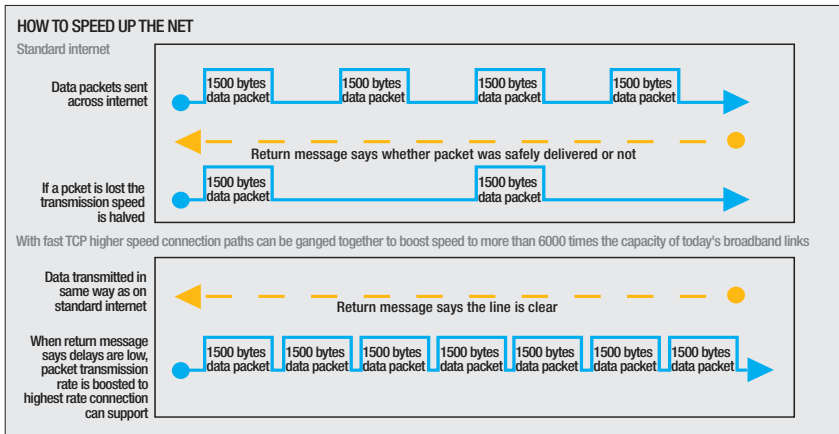 HOW TO SPEED UP THE NET
Standard internet
Data packets sent
across internet
1500 bytes
data packet
1500 bytes
data packet
1500 bytes
data packet
1500 bytes
data packet
Return message says whether packet was safely delivered or not
If a pcket is lost the
transmission speed
is halved
1500 bytes
data packet
1500 bytes
data packet
With fast TCP higher speed connection paths can be ganged together to boost speed to more than 6000 times the capacity of today's broadband links
Data transmitted in
same way as on
standard internet
Return message says the line is clear
When return message
says delays are low,
packet transmission
rate is boosted to
highest rate connection
can support
1500 bytes
data packet
1500 bytes
data packet
1500 bytes
data packet
1500 bytes
data packet
1500 bytes
data packet
1500 bytes
data packet
1500 bytes
data packet